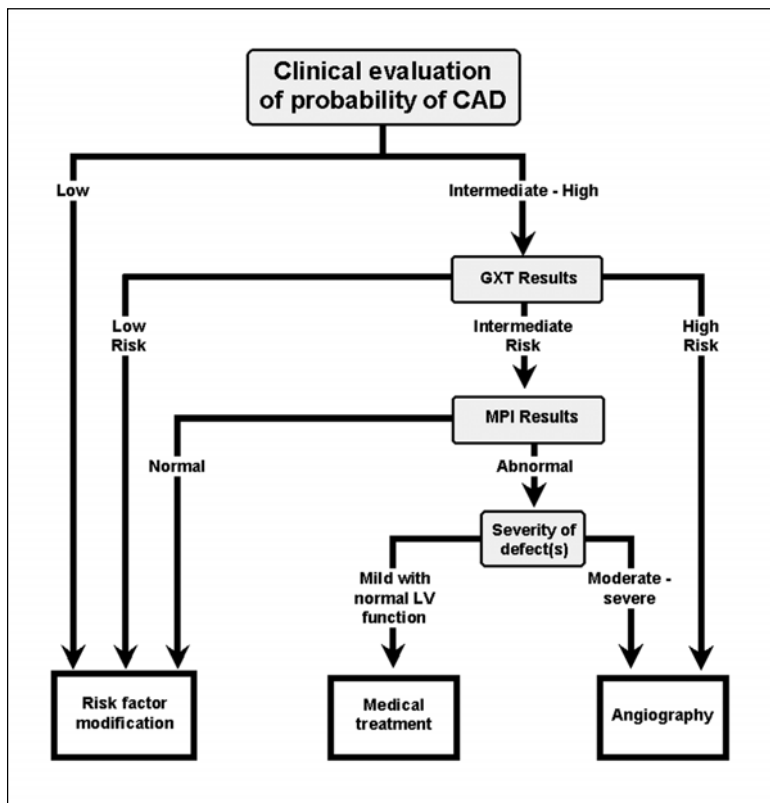 Clinical evaluation
of probability of CAD
Low
Intermediate - High
GXT Results
Low
Risk
Intermediate
Risk
High
Risk
MPI Results
Normal
Abnormal
Severity of
defect(s)
Mild with
normal LV
function
Moderate -
severe
Risk factor
modification
Medical
treatment
Angiography